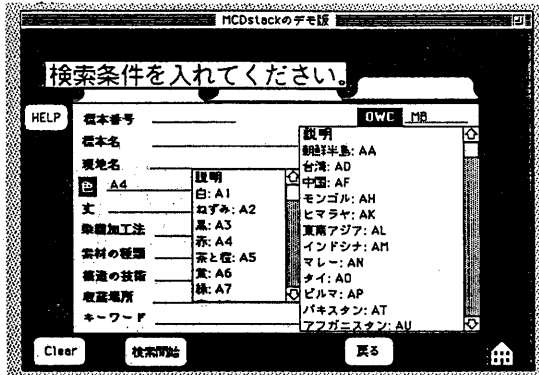 MCDstackのデモ版
検索条件を入れてください。
HELP
標本番号
OWC MB
標本名
現地名
色 A4
丈
染織加工法
素材の種類
構造の技術
収蔵場所
キーワード
説明
白: A1
ねずみ: A2
黒: A3
赤: A4
茶と橙: A5
黄: A6
緑: A7
説明
朝鮮半島: AA
台湾: AD
中国: AF
モンゴル: AH
ヒマラヤ: AK
東南アジア: AL
インドシナ: AM
マレー: AN
タイ: AO
ビルマ: AP
パキスタン: AT
アフガニスタン: AU
Clear
検索開始
戻る